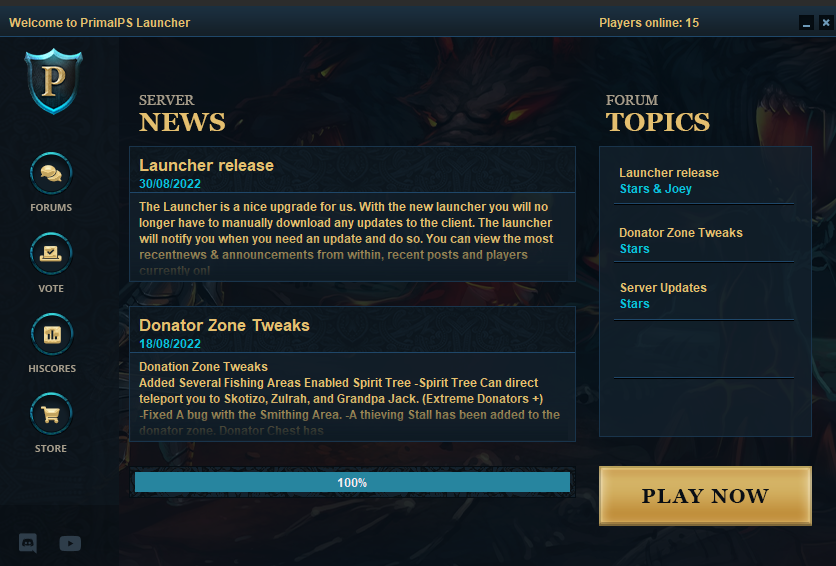 Welcome to PrimalPS Launcher
Players online: 15
P
FORUMS
VOTE
HISCORES
STORE
SERVER
NEWS
Launcher release
30/08/2022
The Launcher is a nice upgrade for us. With the new launcher you will no
longer have to manually download any updates to the client. The launcher
will notify you when you need an update and do so. You can view the most
recentnews & announcements from within, recent posts and players
currently onl
Donator Zone Tweaks
18/08/2022
Donation Zone Tweaks
Added Several Fishing Areas Enabled Spirit Tree -Spirit Tree Can direct
teleport you to Skotizo, Zulrah, and Grandpa Jack. (Extreme Donators +)
-Fixed A bug with the Smithing Area. -A thieving Stall has been added to the
donator zone. Donator Chest has
100%
FORUM
TOPICS
Launcher release
Stars & Joey
Donator Zone Tweaks
Stars
Server Updates
Stars
PLAY NOW